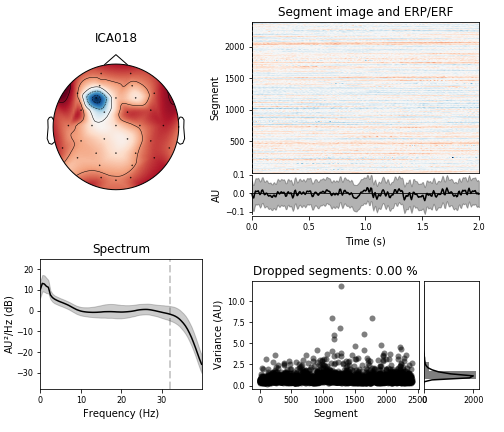 ICA018
Segment image and ERP/ERF
Segment
2000
1500
1000
500
AU
0.1
0.0
−0.1
0.0 0.5 1.0 1.5 2.0
Time (s)
Spectrum
AU²/Hz (dB)
20
10
0
−10
−20
−30
0 10 20 30
Frequency (Hz)
Dropped segments: 0.00 %
Variance (AU)
10.0
7.5
5.0
2.5
0.0
0 500 1000 1500 2000 2500
0 2000
Segment